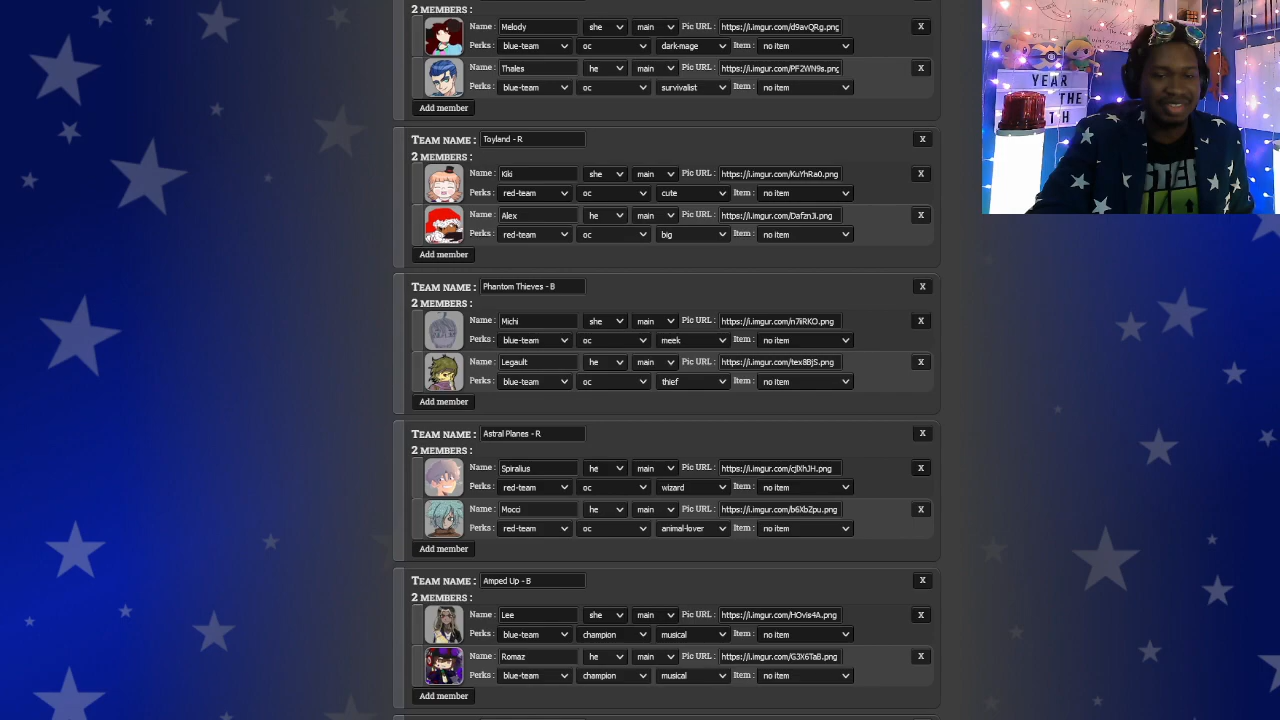 2 MEMBERS :
Name : Melody she main Pic URL : https://i.imgur.com/d9avQRg.png X
Perks : blue-team oc dark-mage Item : no item
Name : Thales he main Pic URL : https://i.imgur.com/PF2WN9s.png X
Perks : blue-team oc survivalist Item : no item
Add member
TEAM NAME : Toyland - R X
2 MEMBERS :
Name : Kiki she main Pic URL : https://i.imgur.com/KuYhRa0.png X
Perks : red-team oc cute Item : no item
Name : Alex he main Pic URL : https://i.imgur.com/DafznJi.png X
Perks : red-team oc big Item : no item
Add member
TEAM NAME : Phantom Thieves - B X
2 MEMBERS :
Name : Michi she main Pic URL : https://i.imgur.com/n7iiRKO.png X
Perks : blue-team oc meek Item : no item
Name : Legault he main Pic URL : https://i.imgur.com/tex8BjS.png X
Perks : blue-team oc thief Item : no item
Add member
TEAM NAME : Astral Planes - R X
2 MEMBERS :
Name : Spiralius he main Pic URL : https://i.imgur.com/cjlXhJH.png X
Perks : red-team oc wizard Item : no item
Name : Mocci he main Pic URL : https://i.imgur.com/b6XbZpu.png X
Perks : red-team oc animal-lover Item : no item
Add member
TEAM NAME : Amped Up - B X
2 MEMBERS :
Name : Lee she main Pic URL : https://i.imgur.com/HOvis4A.png X
Perks : blue-team champion musical Item : no item
Name : Romaz he main Pic URL : https://i.imgur.com/G3X6TaB.png X
Perks : blue-team champion musical Item : no item
Add member
YEAR
THE
TH